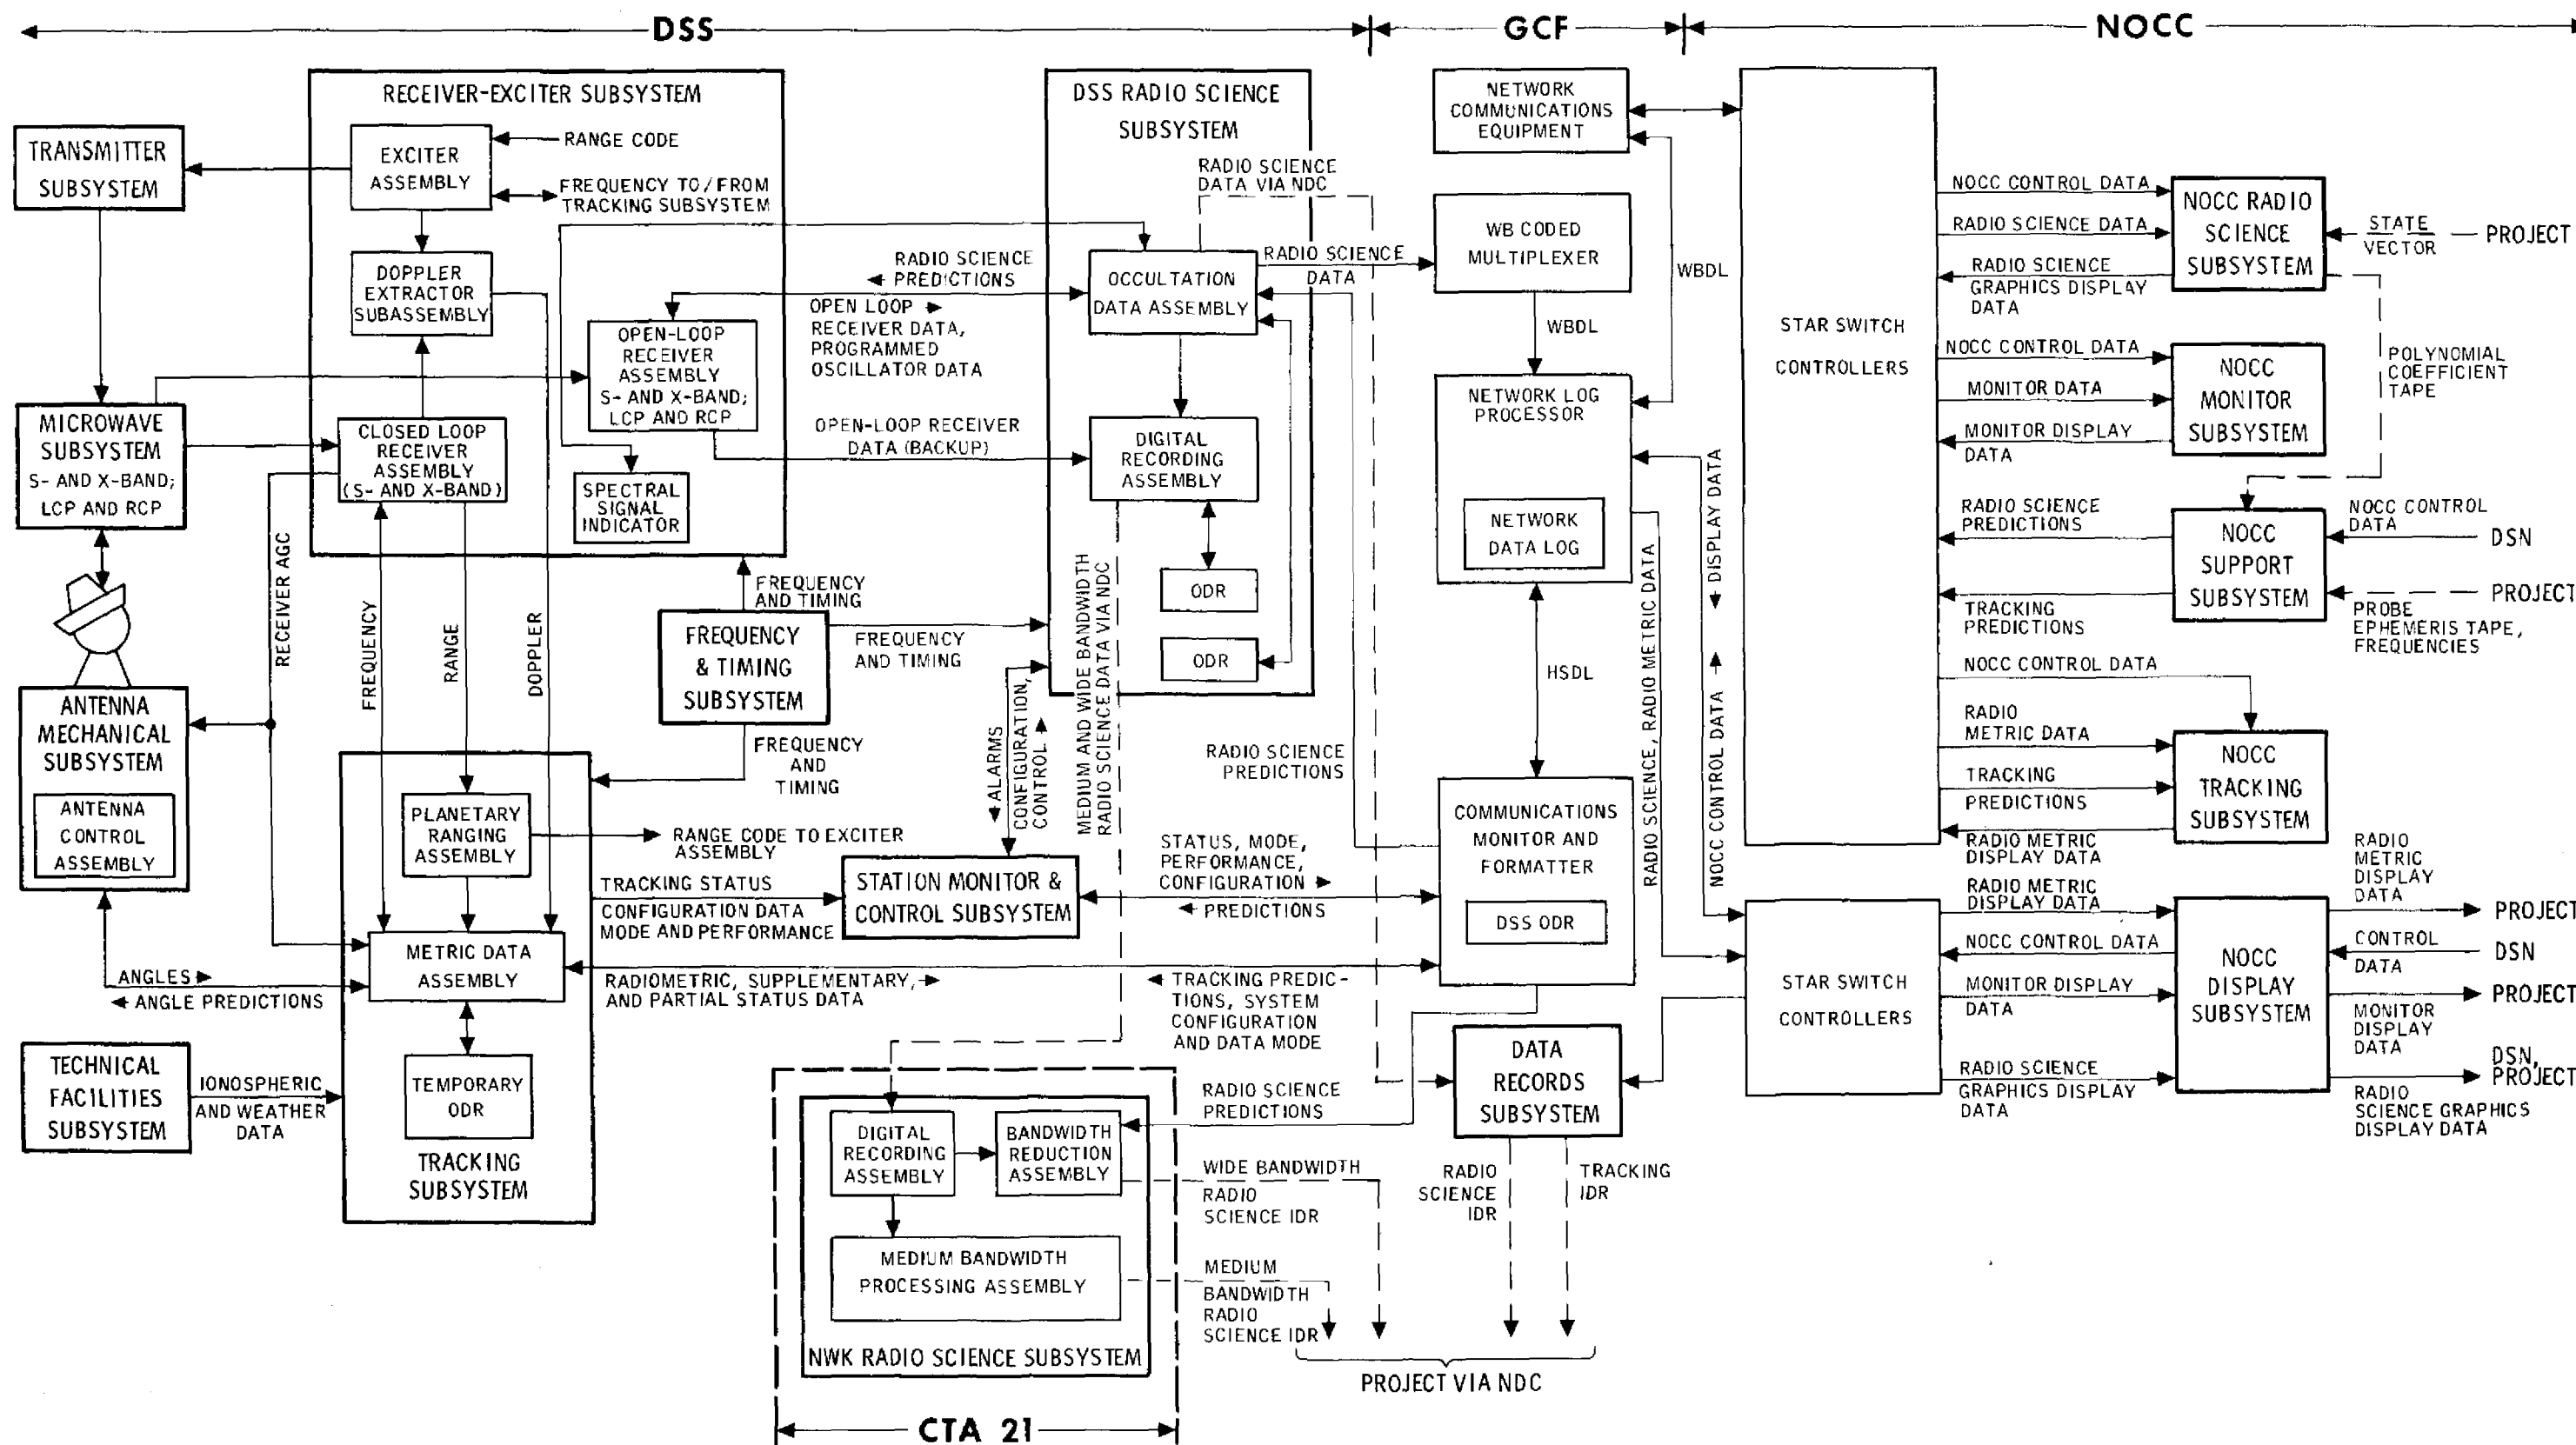 DSS
GCF
NOCC
RECEIVER-EXCITER SUBSYSTEM
TRANSMITTER
SUBSYSTEM
EXCITER
ASSEMBLY
RANGE CODE
FREQUENCY TO/FROM
TRACKING SUBSYSTEM
DOPPLER
EXTRACTOR
SUBASSEMBLY
OPEN-LOOP
RECEIVER
ASSEMBLY
S- AND X-BAND;
LCP AND RCP
CLOSED LOOP
RECEIVER
ASSEMBLY
(S- AND X-BAND)
SPECTRAL
SIGNAL
INDICATOR
MICROWAVE
SUBSYSTEM
S- AND X-BAND;
LCP AND RCP
RECEIVER AGC
FREQUENCY
RANGE
DOPPLER
ANTENNA
MECHANICAL
SUBSYSTEM
ANTENNA
CONTROL
ASSEMBLY
ANGLES
ANGLE PREDICTIONS
TECHNICAL
FACILITIES
SUBSYSTEM
IONOSPHERIC
AND WEATHER
DATA
FREQUENCY
AND TIMING
FREQUENCY
& TIMING
SUBSYSTEM
FREQUENCY
AND TIMING
FREQUENCY
AND
TIMING
PLANETARY
RANGING
ASSEMBLY
RANGE CODE TO EXCITER
ASSEMBLY
TRACKING STATUS
CONFIGURATION DATA
MODE AND PERFORMANCE
METRIC DATA
ASSEMBLY
RADIOMETRIC, SUPPLEMENTARY,
AND PARTIAL STATUS DATA
TEMPORARY
ODR
TRACKING
SUBSYSTEM
DSS RADIO SCIENCE
SUBSYSTEM
RADIO SCIENCE
DATA VIA NDC
RADIO SCIENCE
PREDICTIONS
OPEN LOOP
RECEIVER DATA,
PROGRAMMED
OSCILLATOR DATA
OPEN-LOOP RECEIVER
DATA (BACKUP)
OCCULTATION
DATA ASSEMBLY
RADIO SCIENCE
DATA
DIGITAL
RECORDING
ASSEMBLY
ODR
ODR
MEDIUM AND WIDE BANDWIDTH
RADIO SCIENCE DATA VIA NDC
ALARMS
CONFIGURATION,
CONTROL
STATION MONITOR &
CONTROL SUBSYSTEM
RADIO SCIENCE
PREDICTIONS
STATUS, MODE,
PERFORMANCE,
CONFIGURATION
PREDICTIONS
TRACKING PREDIC-
TIONS, SYSTEM
CONFIGURATION
AND DATA MODE
RADIO SCIENCE
PREDICTIONS
DIGITAL
RECORDING
ASSEMBLY
BANDWIDTH
REDUCTION
ASSEMBLY
MEDIUM BANDWIDTH
PROCESSING ASSEMBLY
NWK RADIO SCIENCE SUBSYSTEM
CTA 21
WIDE BANDWIDTH
RADIO
SCIENCE IDR
MEDIUM
BANDWIDTH
RADIO
SCIENCE IDR
NETWORK
COMMUNICATIONS
EQUIPMENT
WB CODED
MULTIPLEXER
WBDL
WBDL
NETWORK LOG
PROCESSOR
NETWORK
DATA LOG
HSDL
RADIO SCIENCE, RADIO METRIC DATA
NOCC CONTROL DATA
DISPLAY DATA
COMMUNICATIONS
MONITOR AND
FORMATTER
DSS ODR
DATA
RECORDS
SUBSYSTEM
RADIO
SCIENCE
IDR
TRACKING
IDR
PROJECT VIA NDC
STAR SWITCH
CONTROLLERS
NOCC CONTROL DATA
RADIO SCIENCE DATA
RADIO SCIENCE
GRAPHICS DISPLAY
DATA
NOCC RADIO
SCIENCE
SUBSYSTEM
STATE
VECTOR
PROJECT
POLYNOMIAL
COEFFICIENT
TAPE
NOCC CONTROL DATA
MONITOR DATA
MONITOR DISPLAY
DATA
NOCC
MONITOR
SUBSYSTEM
RADIO SCIENCE
PREDICTIONS
TRACKING
PREDICTIONS
NOCC
SUPPORT
SUBSYSTEM
NOCC CONTROL
DATA
DSN
PROJECT
PROBE
EPHEMERIS TAPE,
FREQUENCIES
NOCC CONTROL DATA
RADIO
METRIC DATA
TRACKING
PREDICTIONS
RADIO METRIC
DISPLAY DATA
NOCC
TRACKING
SUBSYSTEM
STAR SWITCH
CONTROLLERS
RADIO METRIC
DISPLAY DATA
NOCC CONTROL DATA
MONITOR DISPLAY
DATA
RADIO SCIENCE
GRAPHICS DISPLAY
DATA
NOCC
DISPLAY
SUBSYSTEM
RADIO
METRIC
DISPLAY
DATA
PROJECT
CONTROL
DATA
DSN
PROJECT
MONITOR
DISPLAY
DATA
DSN,
PROJECT
RADIO
SCIENCE GRAPHICS
DISPLAY DATA